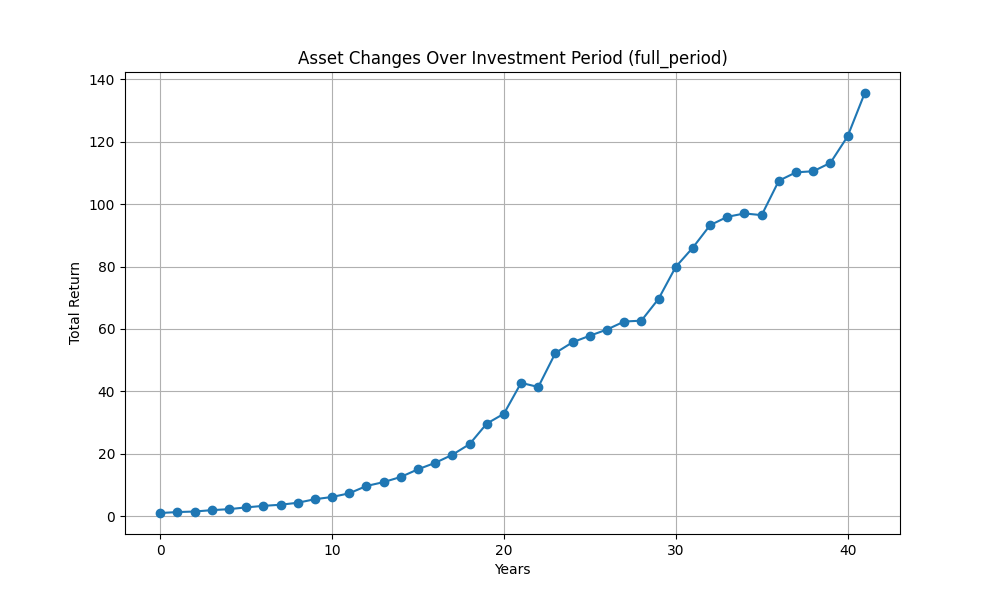 Asset Changes Over Investment Period (full_period)
Total Return
140
120
100
80
60
40
20
0
0 10 20 30 40
Years